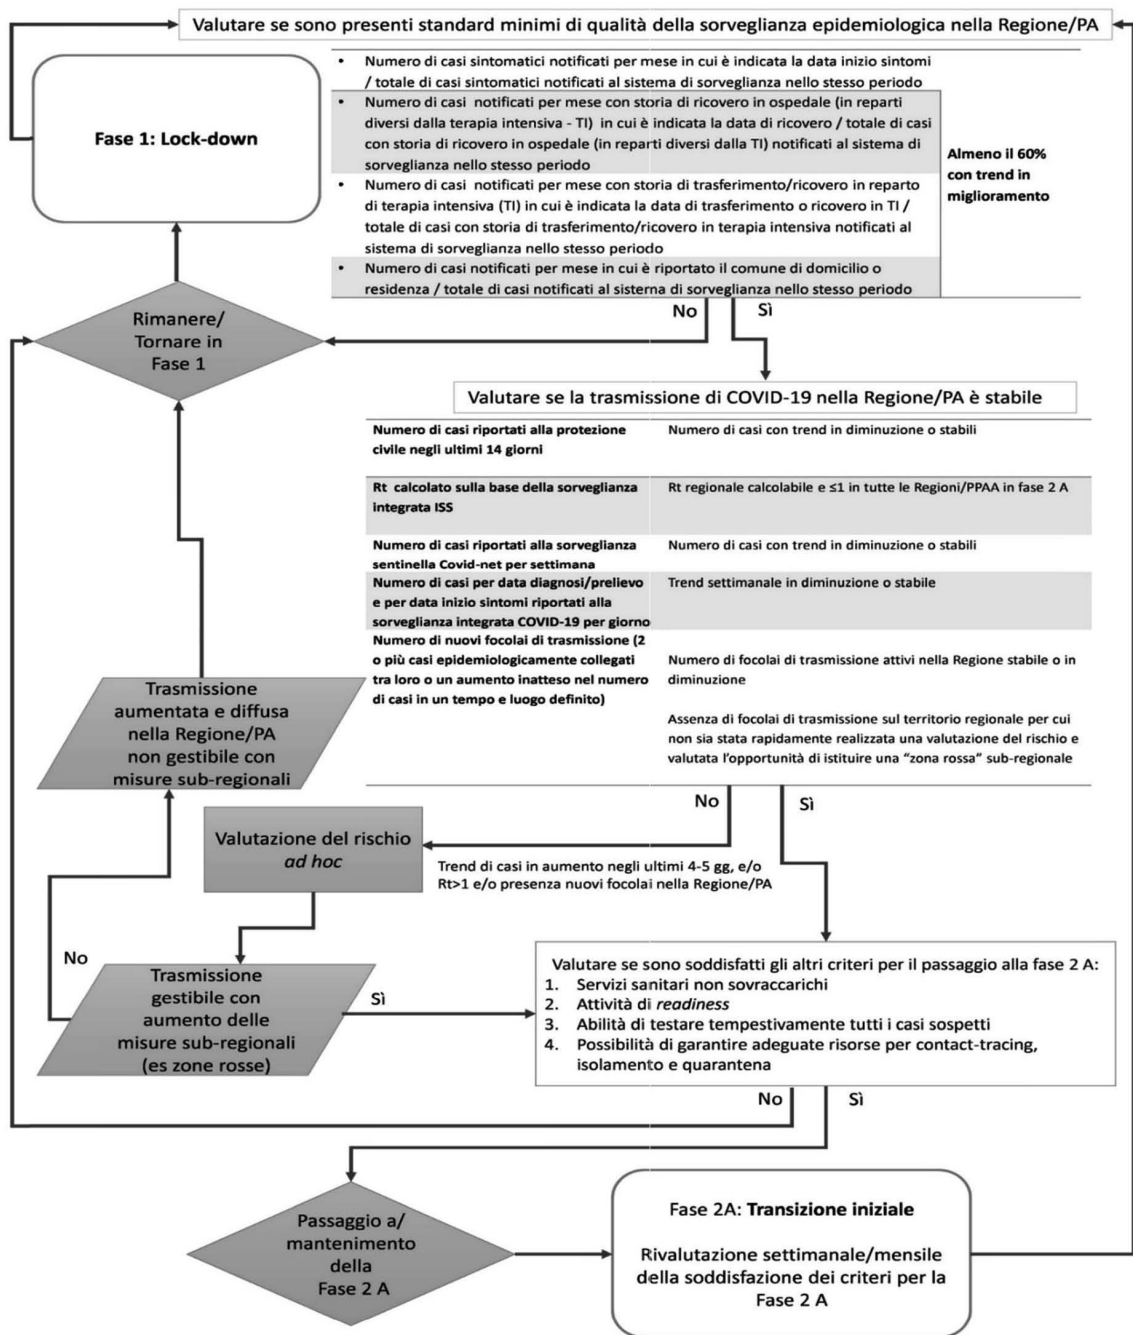 Valutare se sono presenti standard minimi di qualità della sorveglianza epidemiologica nella Regione/PA
Fase 1: Lock-down
• Numero di casi sintomatici notificati per mese in cui è indicata la data inizio sintomi
/ totale di casi sintomatici notificati al sistema di sorveglianza nello stesso periodo
• Numero di casi notificati per mese con storia di ricovero in ospedale (in reparti
diversi dalla terapia intensiva - TI) in cui è indicata la data di ricovero / totale di casi
con storia di ricovero in ospedale (in reparti diversi dalla TI) notificati al sistema di
sorveglianza nello stesso periodo
• Numero di casi notificati per mese con storia di trasferimento/ricovero in reparto
di terapia intensiva (TI) in cui è indicata la data di trasferimento o ricovero in TI /
totale di casi con storia di trasferimento/ricovero in terapia intensiva notificati al
sistema di sorveglianza nello stesso periodo
• Numero di casi notificati per mese in cui è riportato il comune di domicilio o
residenza / totale di casi notificati al sistema di sorveglianza nello stesso periodo
Almeno il 60%
con trend in
miglioramento
No
Sì
Rimanere/
Tornare in
Fase 1
Valutare se la trasmissione di COVID-19 nella Regione/PA è stabile
Numero di casi riportati alla protezione
civile negli ultimi 14 giorni
Numero di casi con trend in diminuzione o stabili
Rt calcolato sulla base della sorveglianza
integrata ISS
Rt regionale calcolabile e ≤1 in tutte le Regioni/PPAA in fase 2 A
Numero di casi riportati alla sorveglianza
sentinella Covid-net per settimana
Numero di casi con trend in diminuzione o stabili
Numero di casi per data diagnosi/prelievo
e per data inizio sintomi riportati alla
sorveglianza integrata COVID-19 per giorno
Trend settimanale in diminuzione o stabile
Numero di nuovi focolai di trasmissione (2
o più casi epidemiologicamente collegati
tra loro o un aumento inatteso nel numero
di casi in un tempo e luogo definito)
Numero di focolai di trasmissione attivi nella Regione stabile o in
diminuzione
Assenza di focolai di trasmissione sul territorio regionale per cui
non sia stata rapidamente realizzata una valutazione del rischio e
valutata l'opportunità di istituire una "zona rossa" sub-regionale
Trasmissione
aumentata e diffusa
nella Regione/PA
non gestibile con
misure sub-regionali
No
Sì
Valutazione del rischio
ad hoc
Trend di casi in aumento negli ultimi 4-5 gg, e/o
Rt>1 e/o presenza nuovi focolai nella Regione/PA
No
Trasmissione
gestibile con
aumento delle
misure sub-regionali
(es zone rosse)
Sì
Valutare se sono soddisfatti gli altri criteri per il passaggio alla fase 2 A:
1. Servizi sanitari non sovraccarichi
2. Attività di readiness
3. Abilità di testare tempestivamente tutti i casi sospetti
4. Possibilità di garantire adeguate risorse per contact-tracing,
isolamento e quarantena
No
Sì
Passaggio a/
mantenimento
della
Fase 2 A
Fase 2A: Transizione iniziale
Rivalutazione settimanale/mensile
della soddisfazione dei criteri per la
Fase 2 A